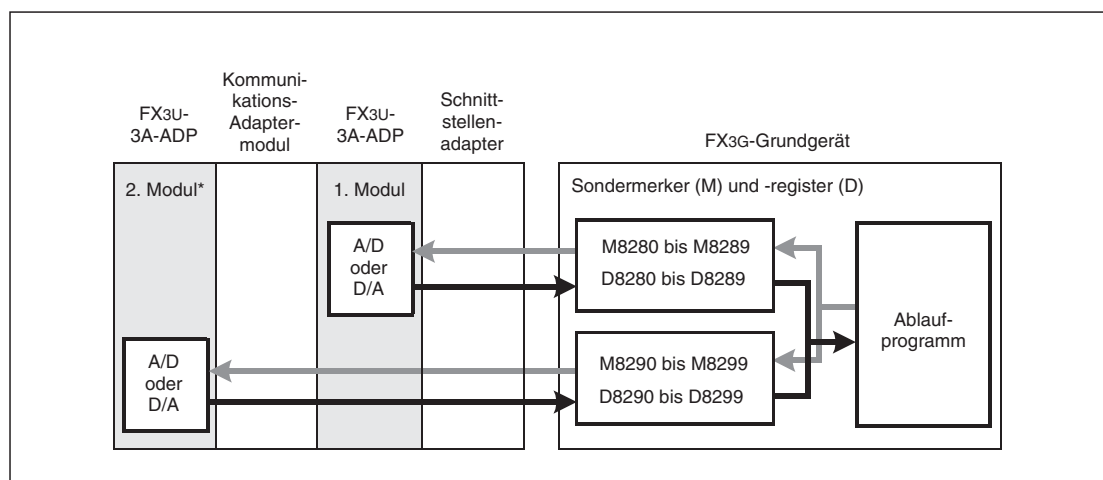 FX3U-
3A-ADP
Kommuni-
kations-
Adapter-
modul
FX3U-
3A-ADP
Schnitt-
stellen-
adapter
FX3G-Grundgerät
2. Modul*
1. Modul
Sondermerker (M) und -register (D)
A/D
oder
D/A
M8280 bis M8289
D8280 bis D8289
Ablauf-
programm
A/D
oder
D/A
M8290 bis M8299
D8290 bis D8299